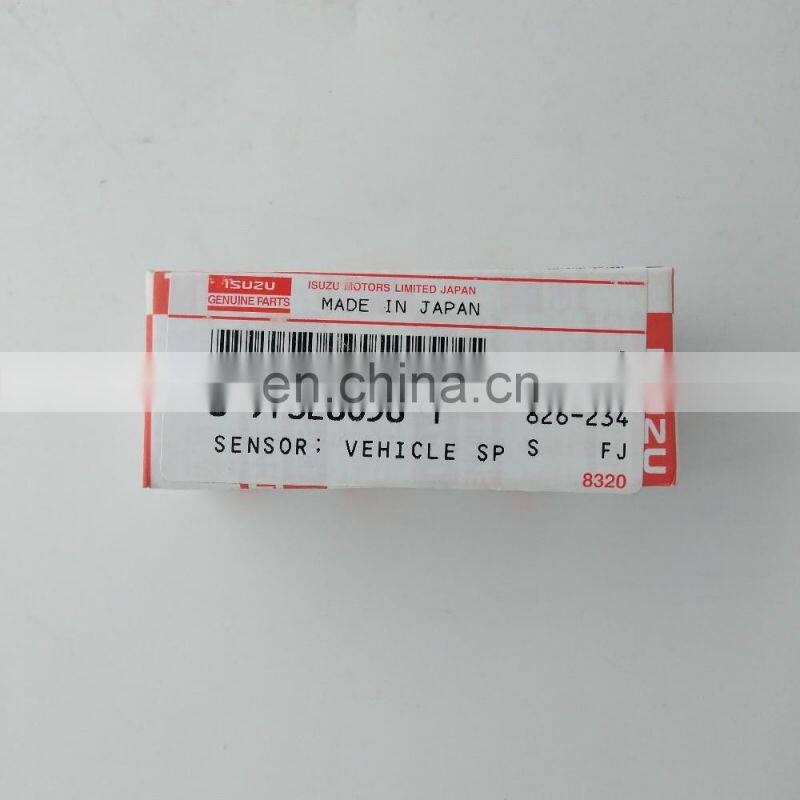 ISUZU
GENUINE PARTS
ISUZU MOTORS LIMITED JAPAN
MADE IN JAPAN
en.china.cn
826-234
SENSOR; VEHICLE SP S FJ
8320